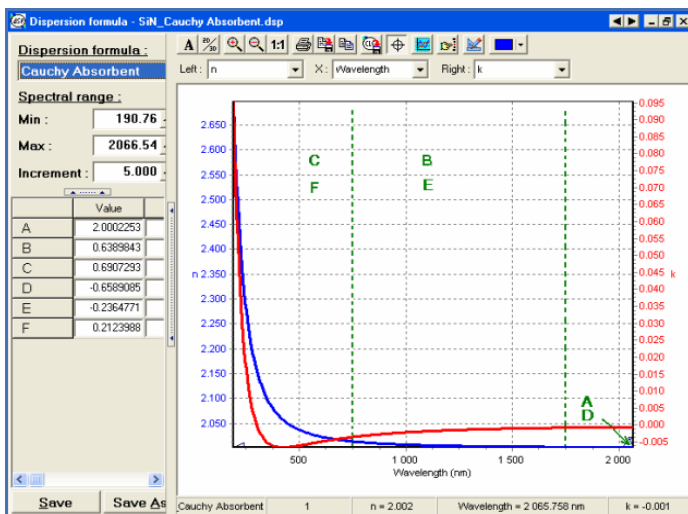 Dispersion formula - SiN_Cauchy Absorbent.dsp
Dispersion formula :
Cauchy Absorbent
Spectral range :
Min : 190.76
Max : 2066.54
Increment : 5.000
Value
A 2.0002253
B 0.6389843
C 0.6907293
D -0.6589085
E -0.2364771
F 0.2123988
Save Save As
A 2D/3D 1:1
Left : n X : Wavelength Right : k
2.650
2.600
2.550
2.500
2.450
2.400
2.350
n 2.300
2.250
2.200
2.150
2.100
2.050
C
F
B
E
A
D
0.095
0.090
0.085
0.080
0.075
0.070
0.065
0.060
0.055
0.050
0.045 k
0.040
0.035
0.030
0.025
0.020
0.015
0.010
0.005
0.000
-0.005
500 1 000 1 500 2 000
Wavelength (nm)
Cauchy Absorbent 1 n = 2.002 Wavelength = 2 065.758 nm k = -0.001